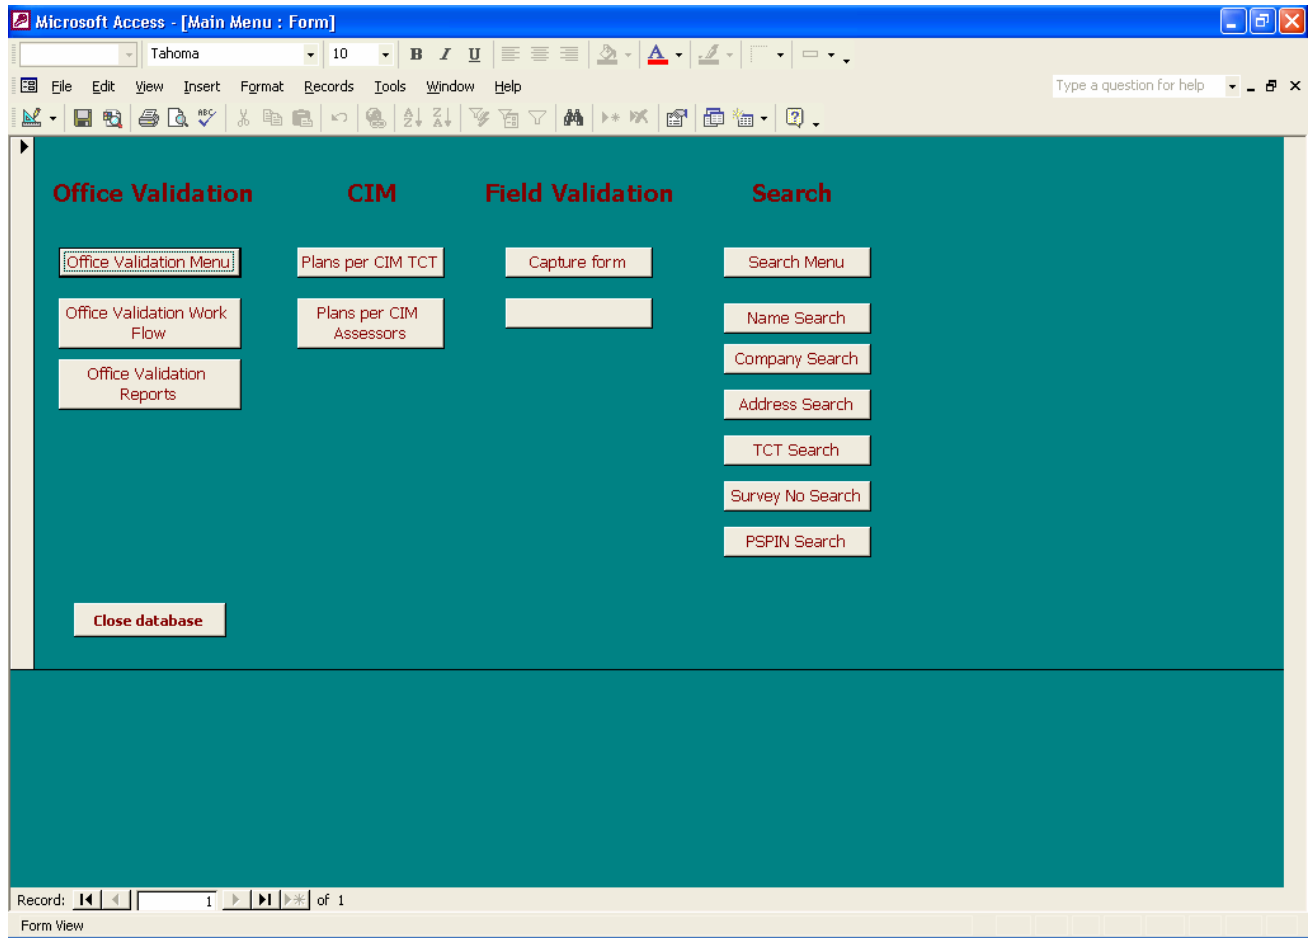 Microsoft Access - [Main Menu : Form]
Tahoma 10 B I U A
File Edit View Insert Format Records Tools Window Help Type a question for help
Office Validation CIM Field Validation Search
Office Validation Menu Plans per CIM TCT Capture form Search Menu
Office Validation Work
Flow
Plans per CIM
Assessors
Name Search
Company Search
Office Validation
Reports
Address Search
TCT Search
Survey No Search
PSPIN Search
Close database
Record: 1 of 1
Form View